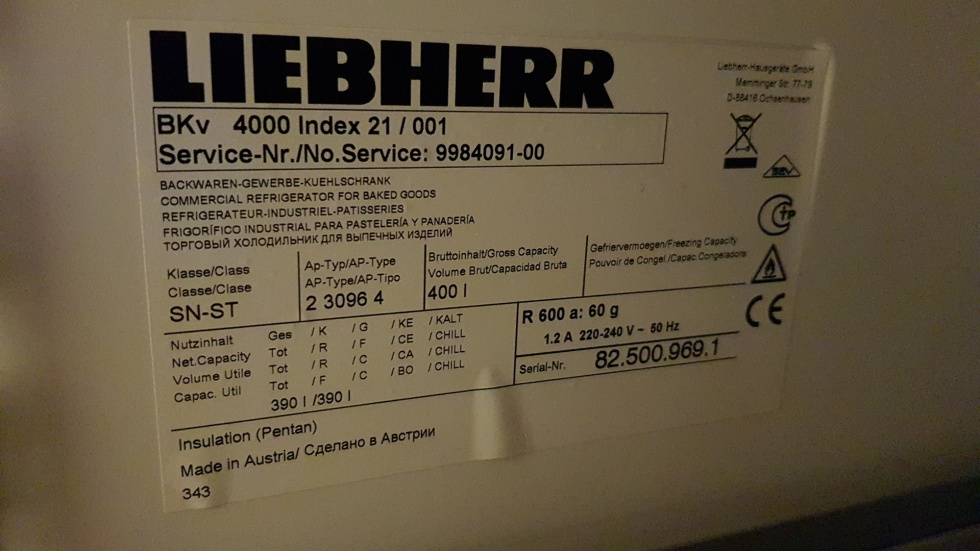 LIEBHERR
Liebherr-Hausgeräte GmbH
Memminger Str. 77-79
D-88416 Ochsenhausen
BKv 4000 Index 21 / 001
Service-Nr./No.Service: 9984091-00
BACKWAREN-GEWERBE-KUEHLSCHRANK
COMMERCIAL REFRIGERATOR FOR BAKED GOODS
REFRIGERATEUR-INDUSTRIEL-PATISSERIES
FRIGORÍFICO INDUSTRIAL PARA PASTELERÍA Y PANADERÍA
ТОРГОВЫЙ ХОЛОДИЛЬНИК ДЛЯ ВЫПЕЧНЫХ ИЗДЕЛИЙ
Klasse/Class
Classe/Clase
SN-ST
Ap-Typ/AP-Type
AP-Type/AP-Tipo
2 3096 4
Bruttoinhalt/Gross Capacity
Volume Brut/Capacidad Bruta
400 l
Gefriervermoegen/Freezing Capacity
Pouvoir de Congel./Capac.Congeladora
Nutzinhalt Ges / K / G / KE / KALT
Net.Capacity Tot / R / F / CE / CHILL
Volume Utile Tot / R / C / CA / CHILL
Capac. Util Tot / F / C / BO / CHILL
390 l /390 l
R 600 a: 60 g
1.2 A 220-240 V ~ 50 Hz
Serial-Nr. 82.500.969.1
Insulation (Pentan)
Made in Austria/ Сделано в Австрии
343
BEV
TP
CE